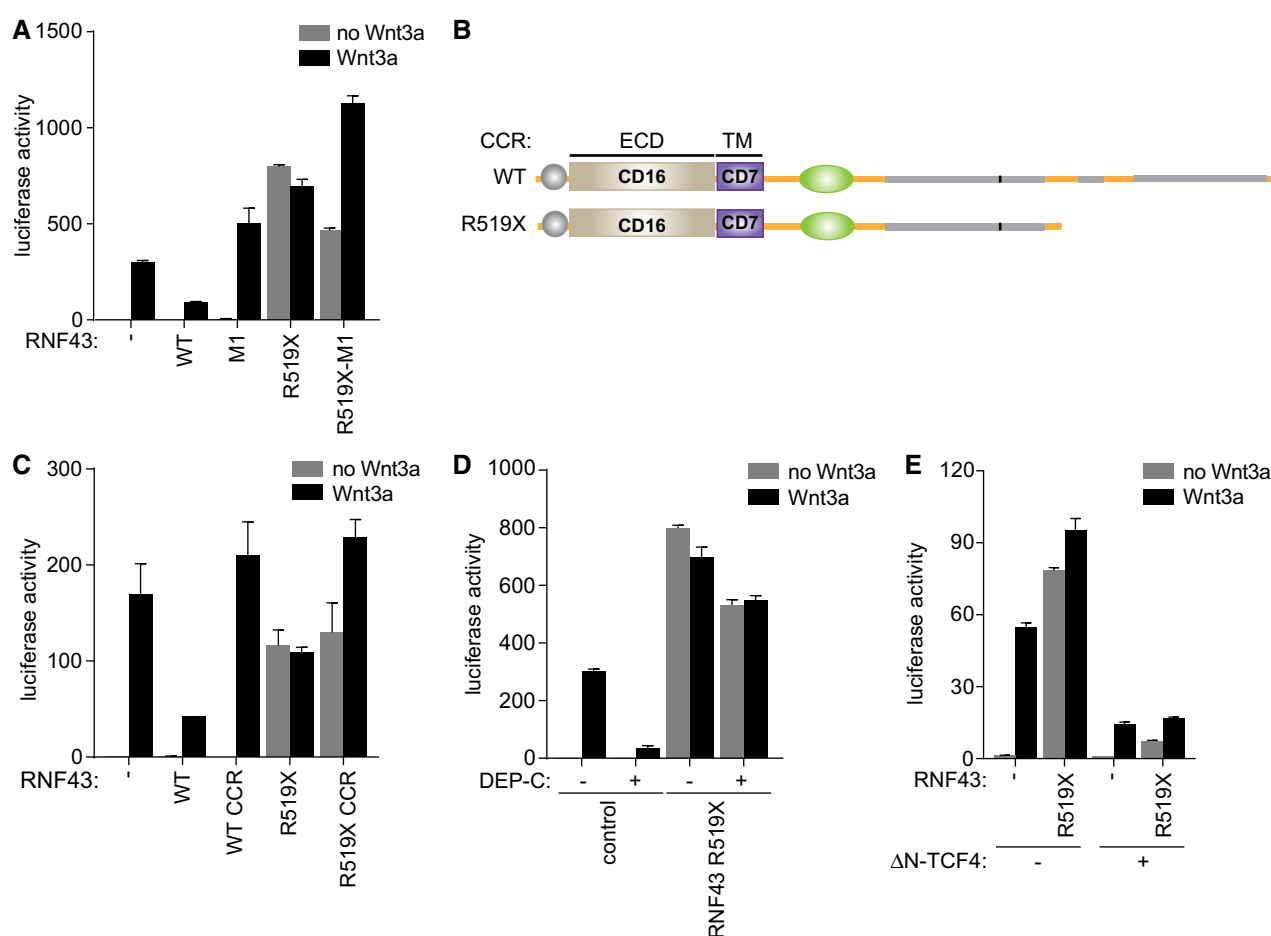 A
1500
1000
500
0
luciferase activity
no Wnt3a
Wnt3a
RNF43:
-
WT
M1
R519X
R519X-M1
B
CCR:
ECD
TM
WT
CD16
CD7
R519X
CD16
CD7
C
300
200
100
0
luciferase activity
no Wnt3a
Wnt3a
RNF43:
-
WT
WT CCR
R519X
R519X CCR
D
1000
800
600
400
200
0
luciferase activity
no Wnt3a
Wnt3a
DEP-C:
- + - +
control
RNF43 R519X
E
120
90
60
30
0
luciferase activity
no Wnt3a
Wnt3a
RNF43:
-
R519X
-
R519X
ΔN-TCF4:
- +